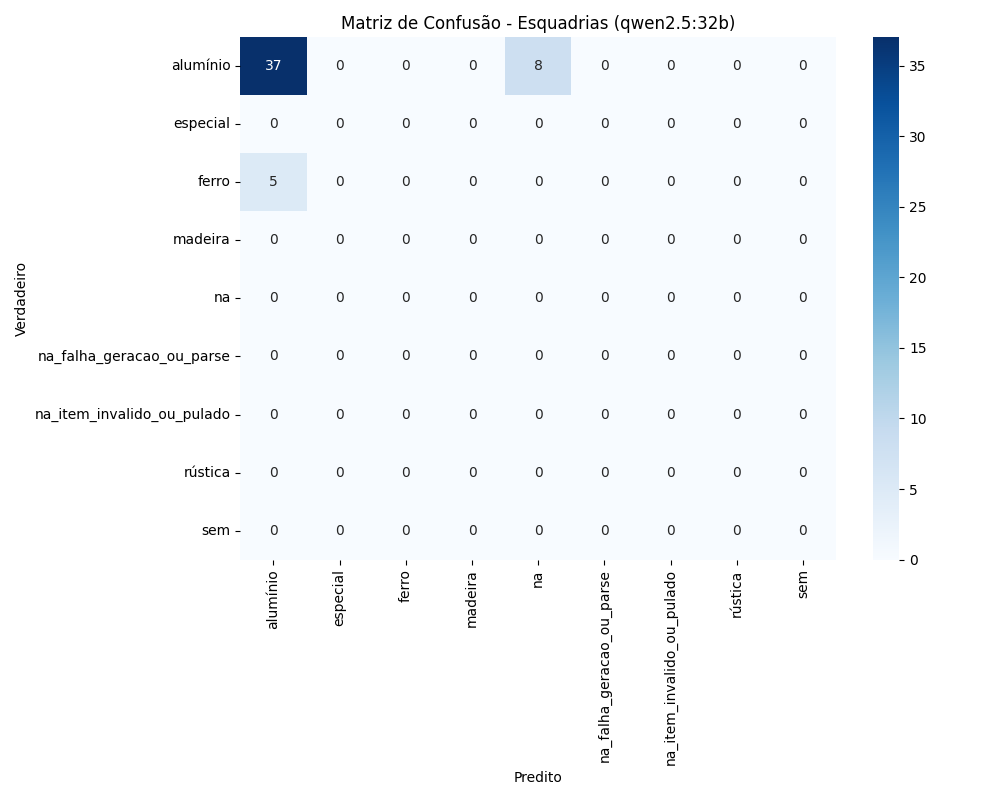 Matriz de Confusão - Esquadrias (qwen2.5:32b)
Verdadeiro
alumínio 37 0 0 0 8 0 0 0 0
especial 0 0 0 0 0 0 0 0 0
ferro 5 0 0 0 0 0 0 0 0
madeira 0 0 0 0 0 0 0 0 0
na 0 0 0 0 0 0 0 0 0
na_falha_geracao_ou_parse 0 0 0 0 0 0 0 0 0
na_item_invalido_ou_pulado 0 0 0 0 0 0 0 0 0
rústica 0 0 0 0 0 0 0 0 0
sem 0 0 0 0 0 0 0 0 0
alumínio
especial
ferro
madeira
na
na_falha_geracao_ou_parse
na_item_invalido_ou_pulado
rústica
sem
Predito
35
30
25
20
15
10
5
0